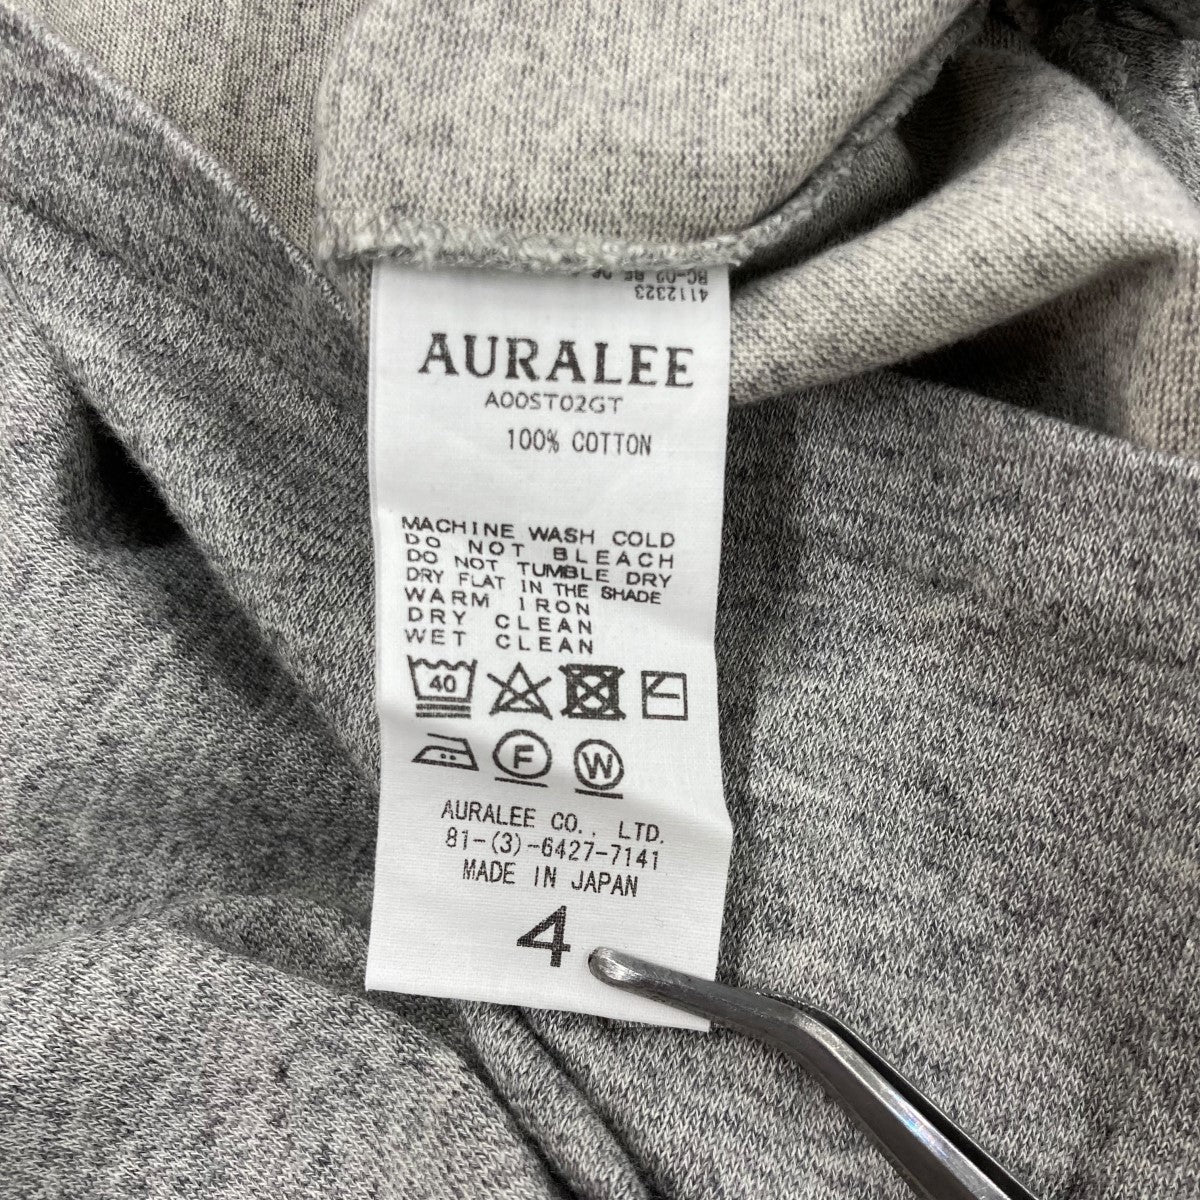 4112323
AURALEE
A00ST02GT
100% COTTON
MACHINE WASH COLD
DO NOT BLEACH
DO NOT TUMBLE DRY
DRY FLAT IN THE SHADE
WARM IRON
DRY CLEAN
WET CLEAN
40
F
W
AURALEE CO., LTD.
81-(3)-6427-7141
MADE IN JAPAN
4